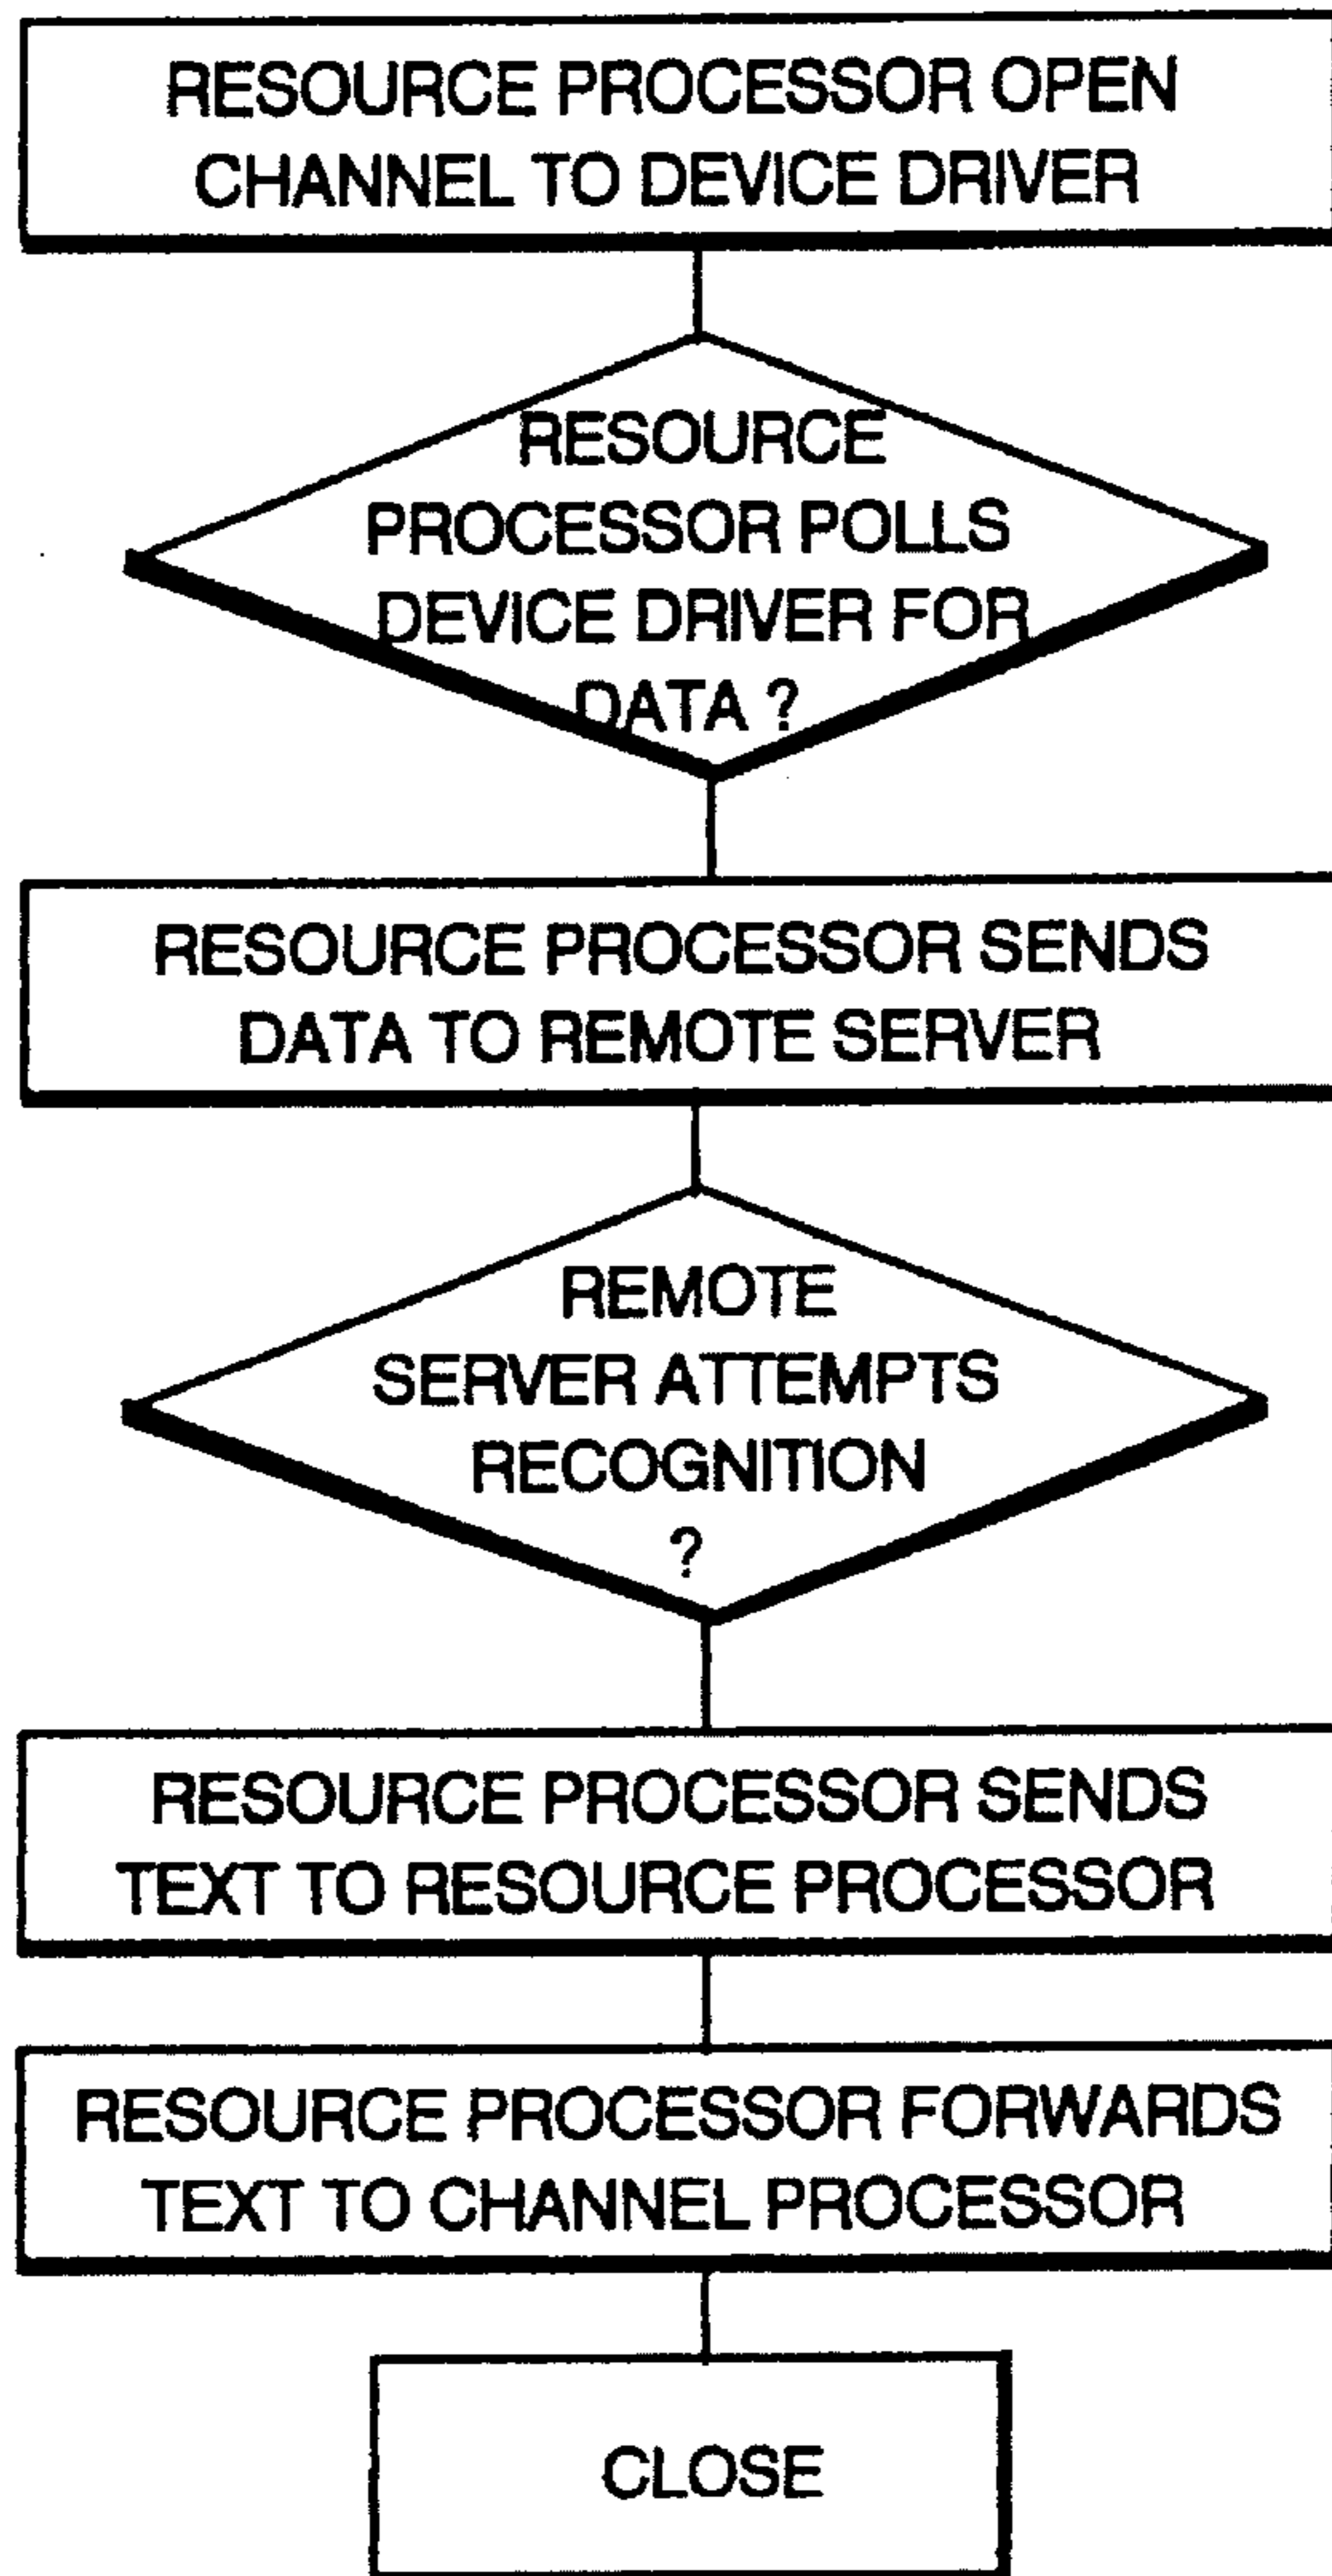 RESOURCE PROCESSOR OPEN
CHANNEL TO DEVICE DRIVER
RESOURCE
PROCESSOR POLLS
DEVICE DRIVER FOR
DATA ?
RESOURCE PROCESSOR SENDS
DATA TO REMOTE SERVER
REMOTE
SERVER ATTEMPTS
RECOGNITION
?
RESOURCE PROCESSOR SENDS
TEXT TO RESOURCE PROCESSOR
RESOURCE PROCESSOR FORWARDS
TEXT TO CHANNEL PROCESSOR
CLOSE